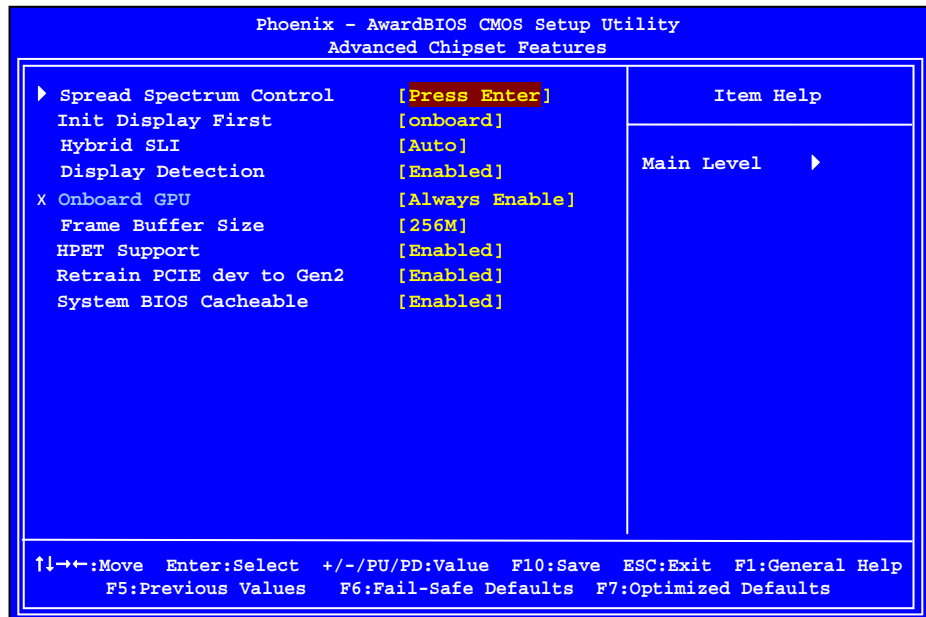 Phoenix – AwardBIOS CMOS Setup Utility
Advanced Chipset Features
Spread Spectrum Control [Press Enter]
Init Display First [onboard]
Hybrid SLI [Auto]
Display Detection [Enabled]
X Onboard GPU [Always Enable]
Frame Buffer Size [256M]
HPET Support [Enabled]
Retrain PCIE dev to Gen2 [Enabled]
System BIOS Cacheable [Enabled]
Item Help
Main Level
↑↓→←:Move Enter:Select +/-/PU/PD:Value F10:Save ESC:Exit F1:General Help
F5:Previous Values F6:Fail-Safe Defaults F7:Optimized Defaults